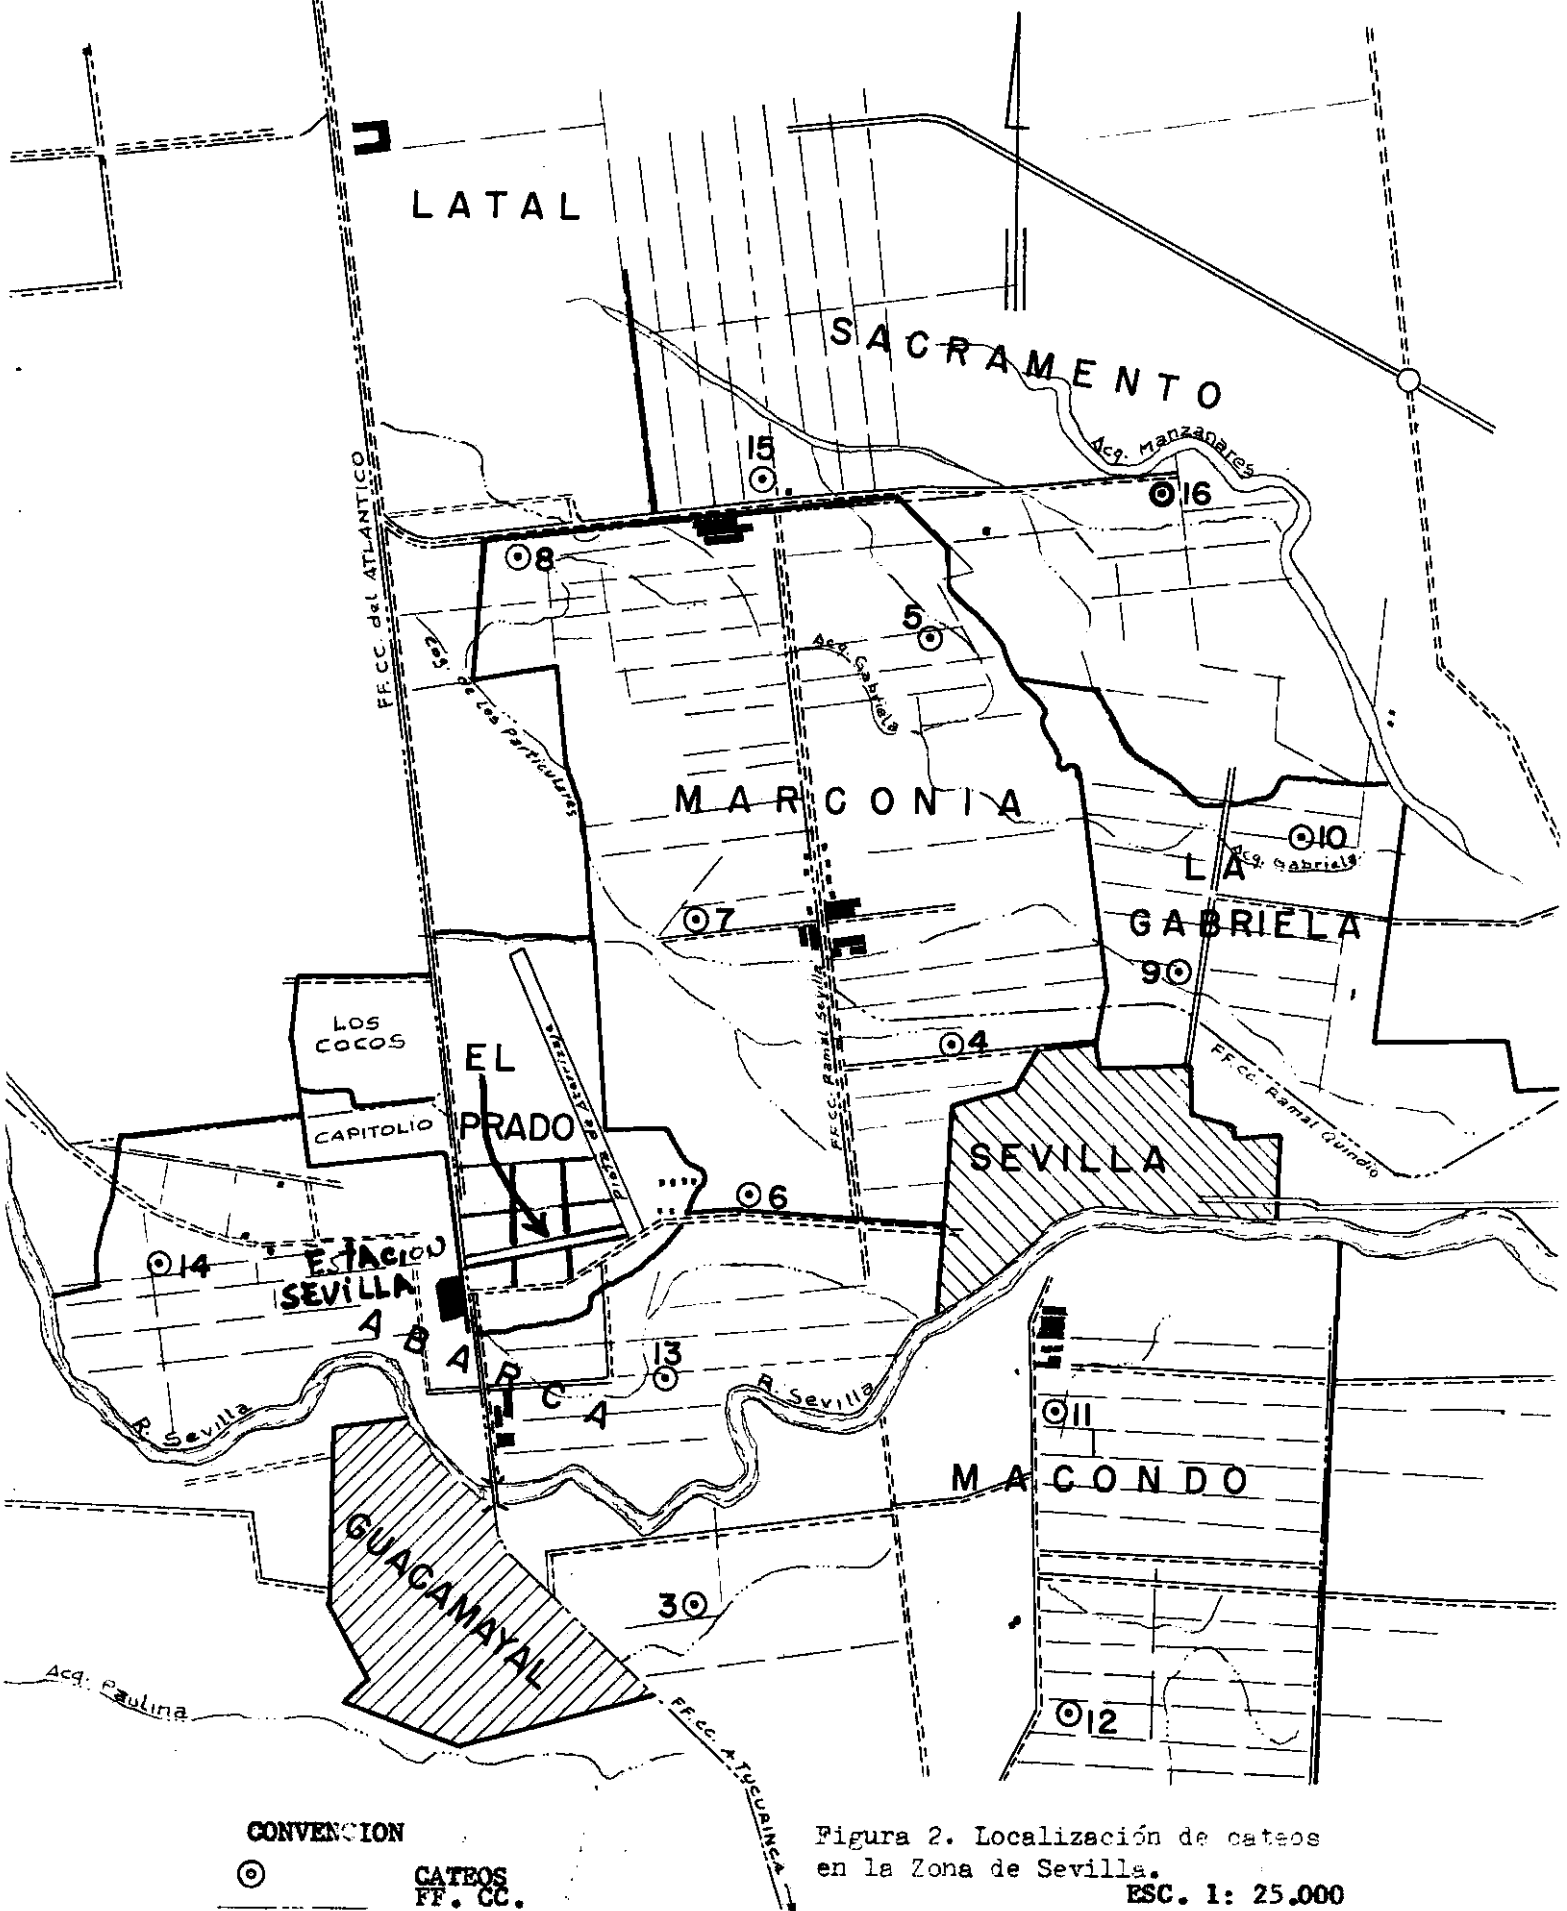 LATAL
SACRAMENTO
Acq. Manzanares
15
16
FF.CC. del ATLANTICO
8
5
Acq. Gabriela
Los Particulares
MARCONIA
10
LA
Acq. Gabriela
7
GABRIELA
9
LOS
COCOS
EL
Pista de Aterrizaje
FF.CC. Ramal Sevilla
4
FF.CC. Ramal Quindio
CAPITOLIO
PRADO
SEVILLA
6
14
ESTACION
SEVILLA
ABARCA
13
R. Sevilla
R. Sevilla
11
MACONDO
GUACAMAYAL
3
Acq. Paulina
12
FF.CC. A TUCURINCA
CONVENCION
CATEOS
FF. CC.
Figura 2. Localización de cateos
en la Zona de Sevilla.
ESC. 1: 25.000